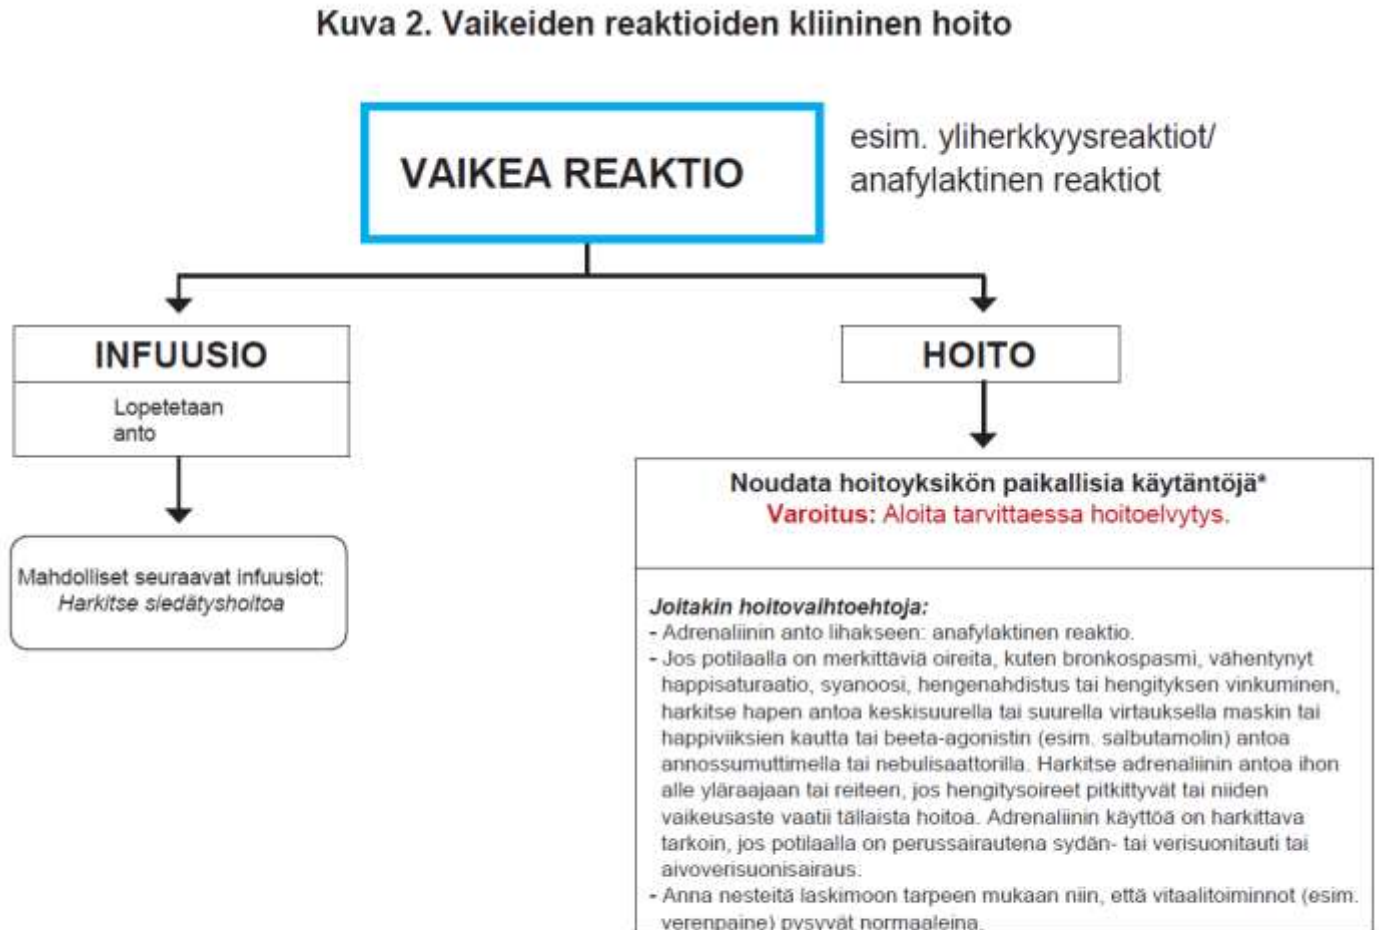 Kuva 2. Vaikeiden reaktioiden kliininen hoito
VAIKEA REAKTIO
esim. yliherkkyysreaktiot/
anafylaktinen reaktiot
INFUUSIO
Lopetetaan
anto
Mahdolliset seuraavat infuusiot:
Harkitse siedätyshoitoa
HOITO
Noudata hoitoyksikön paikallisia käytäntöjä*
Varoitus: Aloita tarvittaessa hoitoelvytys.
Joitakin hoitovaihtoehtoja:
- Adrenaliinin anto lihakseen: anafylaktinen reaktio.
- Jos potilaalla on merkittäviä oireita, kuten bronkospasmi, vähentynyt
happisaturaatio, syanoosi, hengenahdistus tai hengityksen vinkuminen,
harkitse hapen antoa keskisuurella tai suurella virtauksella maskin tai
happiviiksien kautta tai beeta-agonistin (esim. salbutamolin) antoa
annossumuttimella tai nebulisaattorilla. Harkitse adrenaliinin antoa ihon
alle yläraajaan tai reiteen, jos hengitysoireet pitkittyvät tai niiden
vaikeusaste vaatii tällaista hoitoa. Adrenaliinin käyttöä on harkittava
tarkoin, jos potilaalla on perussairautena sydän- tai verisuonitauti tai
aivoverisuonisairaus.
- Anna nesteitä laskimoon tarpeen mukaan niin, että vitaalitoiminnot (esim.
verenpaine) pysyvät normaaleina.